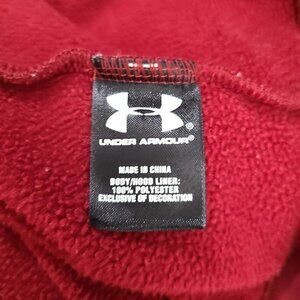 UNDER ARMOUR®
MADE IN CHINA
BODY/HOOD LINER:
100% POLYESTER
EXCLUSIVE OF DECORATION